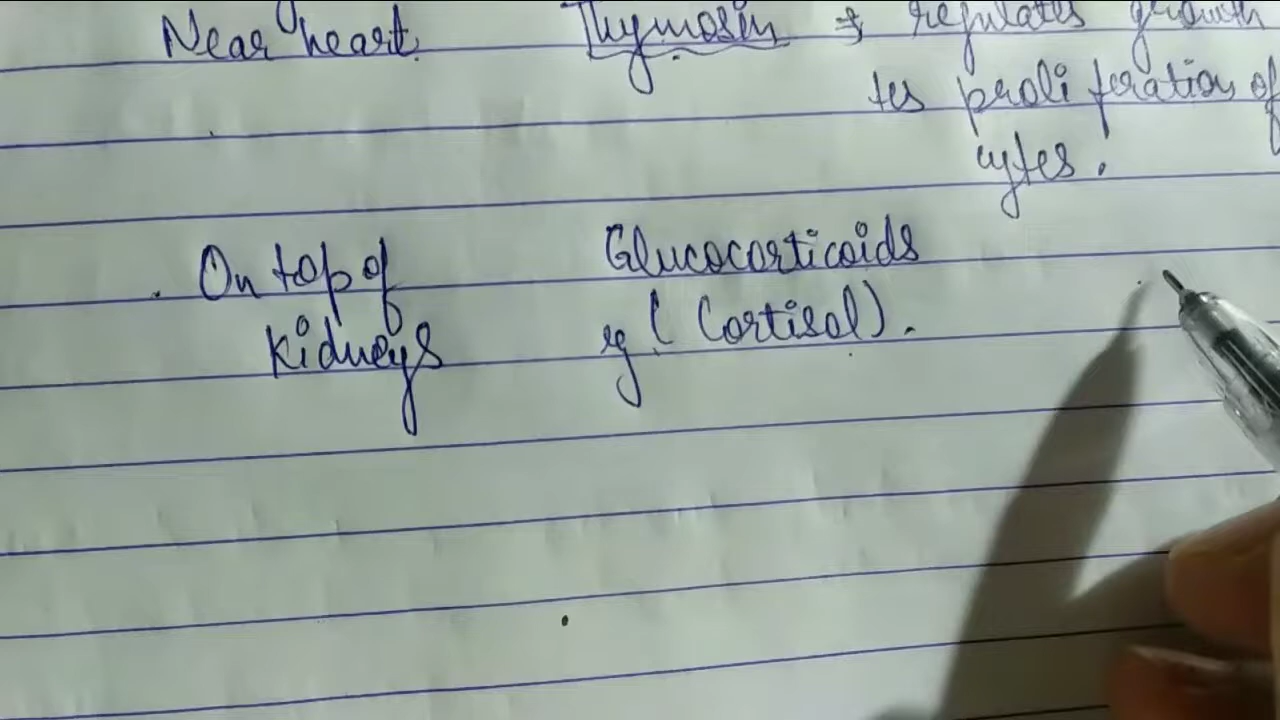 Near heart. Thymosin → regulates growth
tes proliferation of
cytes.
On top of Glucocorticoids
kidneys eg (Cortisol).